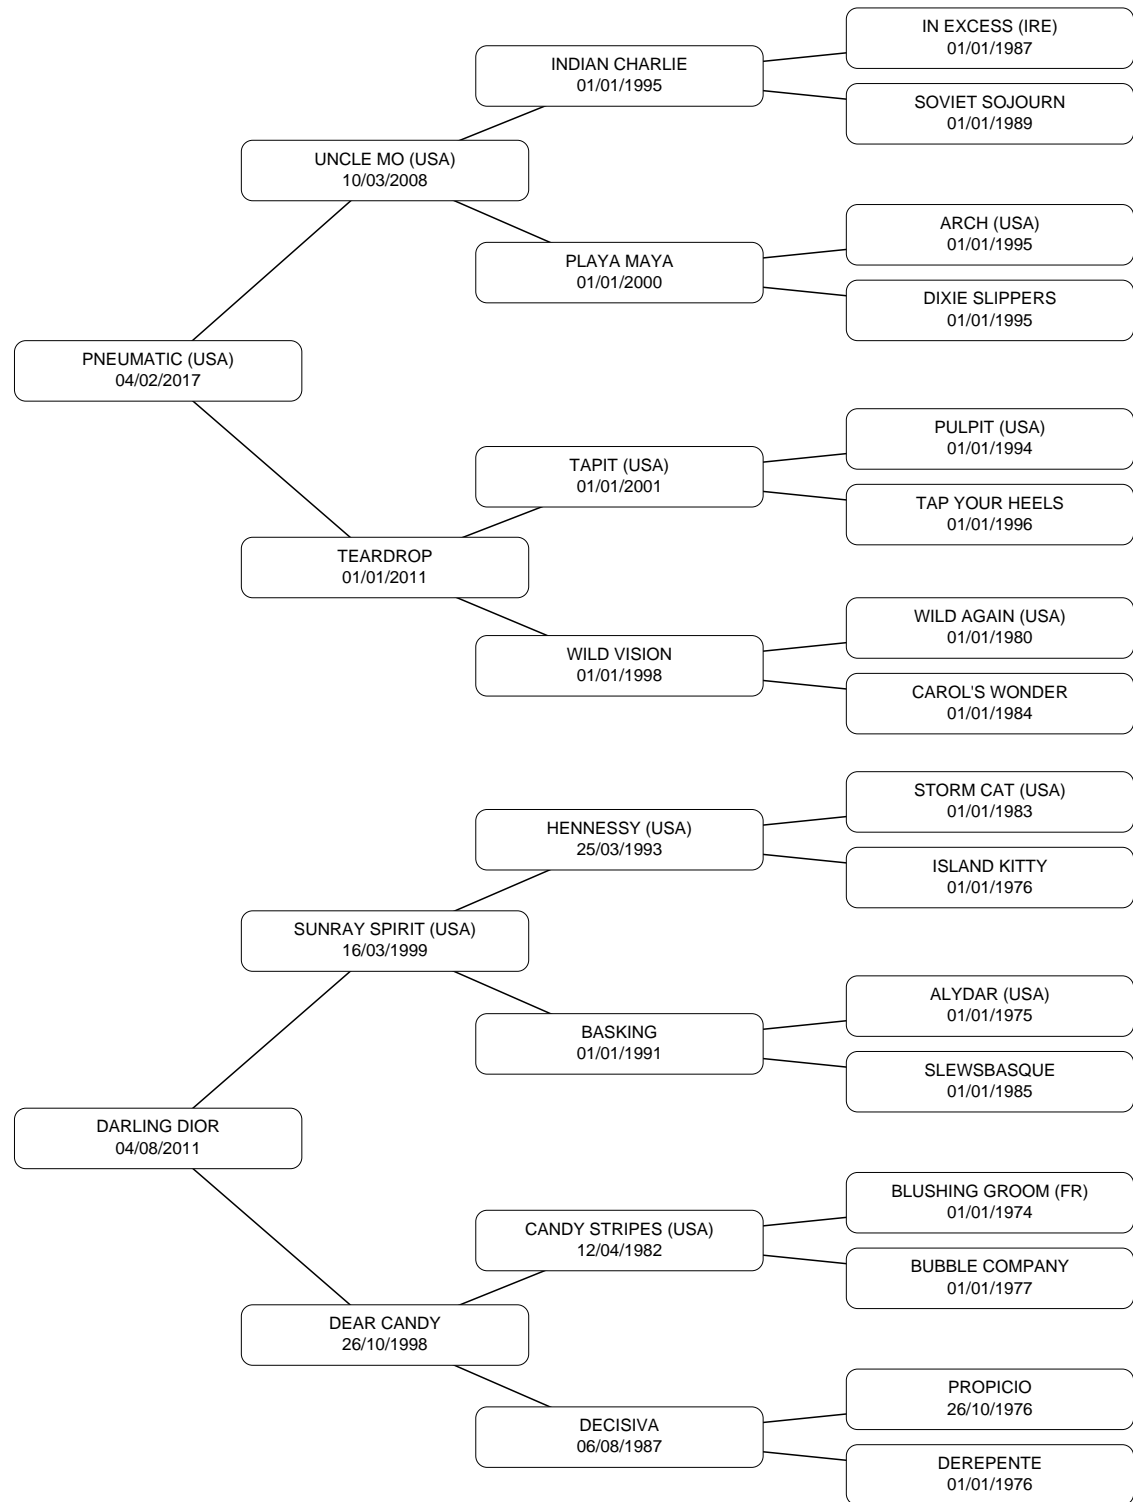 IN EXCESS (IRE)
01/01/1987
INDIAN CHARLIE
01/01/1995
SOVIET SOJOURN
01/01/1989
UNCLE MO (USA)
10/03/2008
ARCH (USA)
01/01/1995
PLAYA MAYA
01/01/2000
DIXIE SLIPPERS
01/01/1995
PNEUMATIC (USA)
04/02/2017
PULPIT (USA)
01/01/1994
TAPIT (USA)
01/01/2001
TAP YOUR HEELS
01/01/1996
TEARDROP
01/01/2011
WILD AGAIN (USA)
01/01/1980
WILD VISION
01/01/1998
CAROL'S WONDER
01/01/1984
STORM CAT (USA)
01/01/1983
HENNESSY (USA)
25/03/1993
ISLAND KITTY
01/01/1976
SUNRAY SPIRIT (USA)
16/03/1999
ALYDAR (USA)
01/01/1975
BASKING
01/01/1991
SLEWSBASQUE
01/01/1985
DARLING DIOR
04/08/2011
BLUSHING GROOM (FR)
01/01/1974
CANDY STRIPES (USA)
12/04/1982
BUBBLE COMPANY
01/01/1977
DEAR CANDY
26/10/1998
PROPICIO
26/10/1976
DECISIVA
06/08/1987
DEREPENTE
01/01/1976